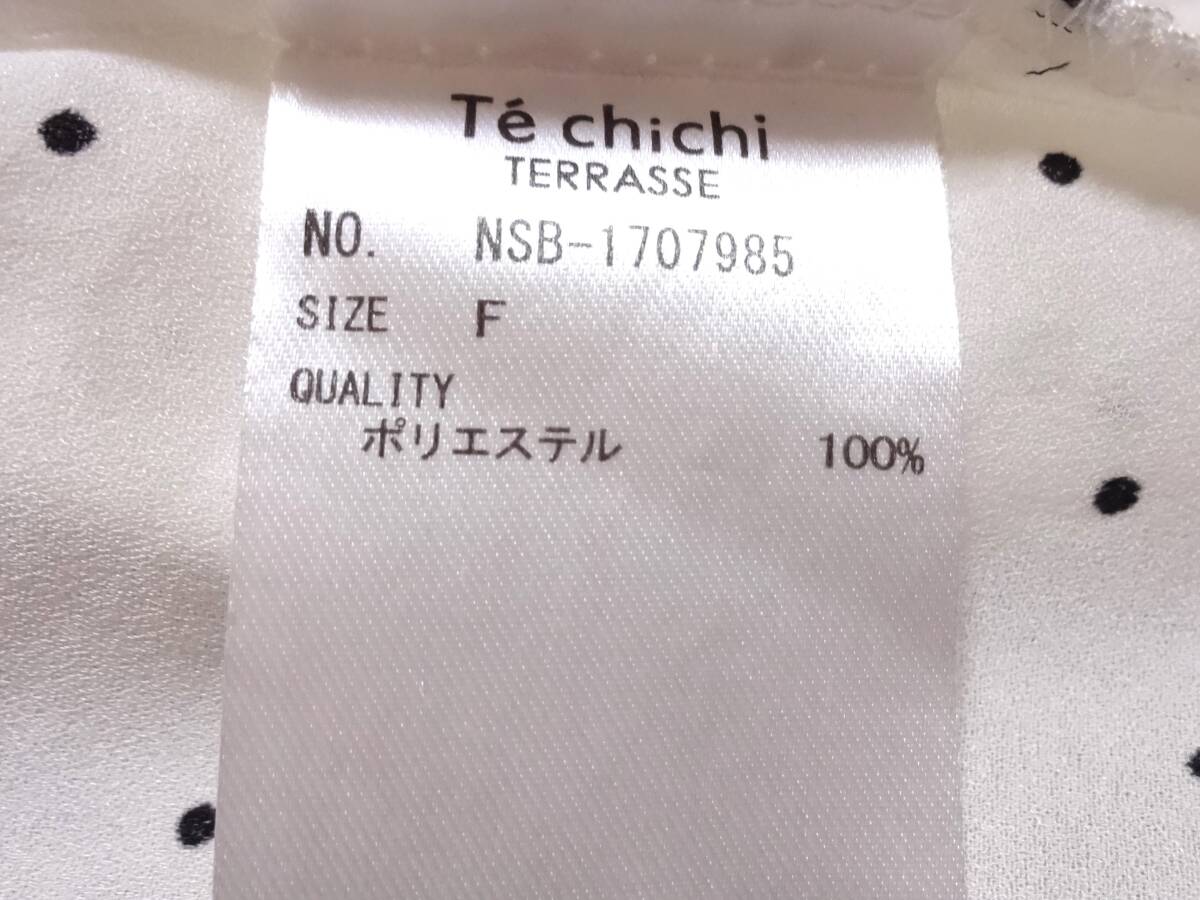 Té chichi
TERRASSE
NO. NSB-1707985
SIZE F
QUALITY
ポリエステル 100%